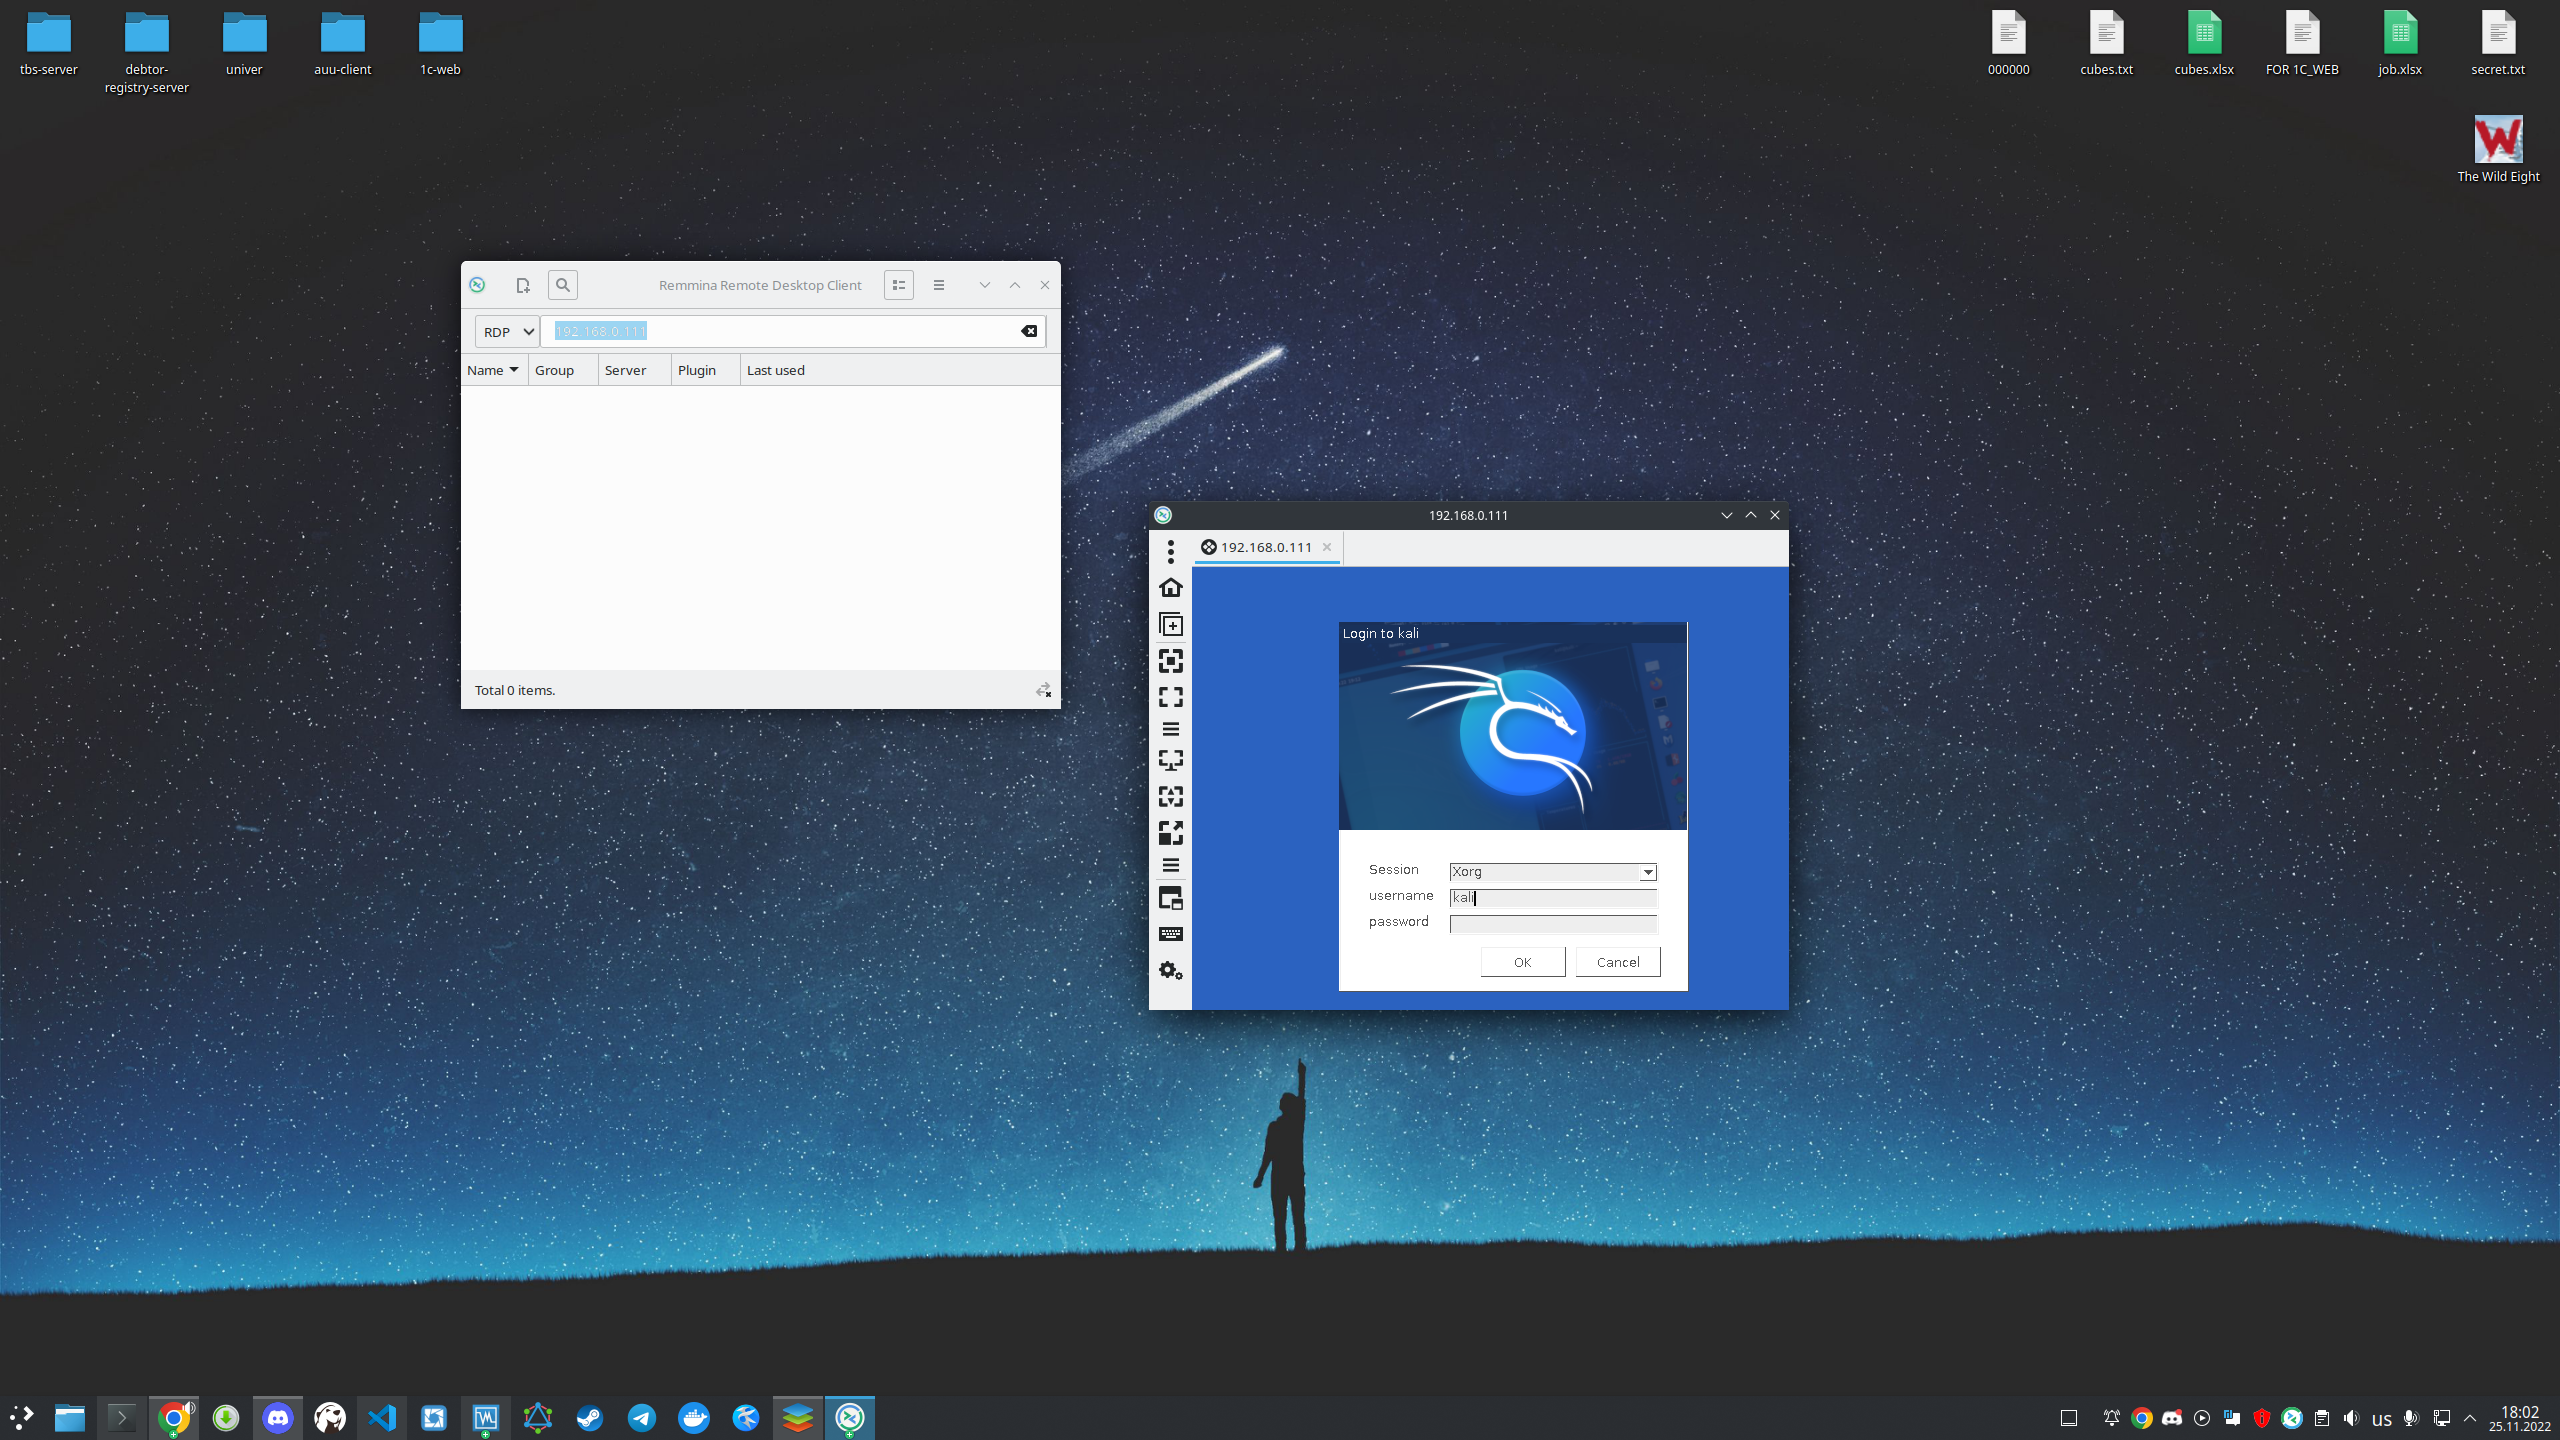 tbs-server
debtor-
registry-server
univer
auu-client
1c-web
000000
cubes.txt
cubes.xlsx
FOR 1C_WEB
job.xlsx
secret.txt
The Wild Eight
Remmina Remote Desktop Client
RDP
192.168.0.111
Name
Group
Server
Plugin
Last used
Total 0 items.
192.168.0.111
192.168.0.111
Login to kali
Session
Xorg
username
kali
password
OK
Cancel
us
18:02
25.11.2022